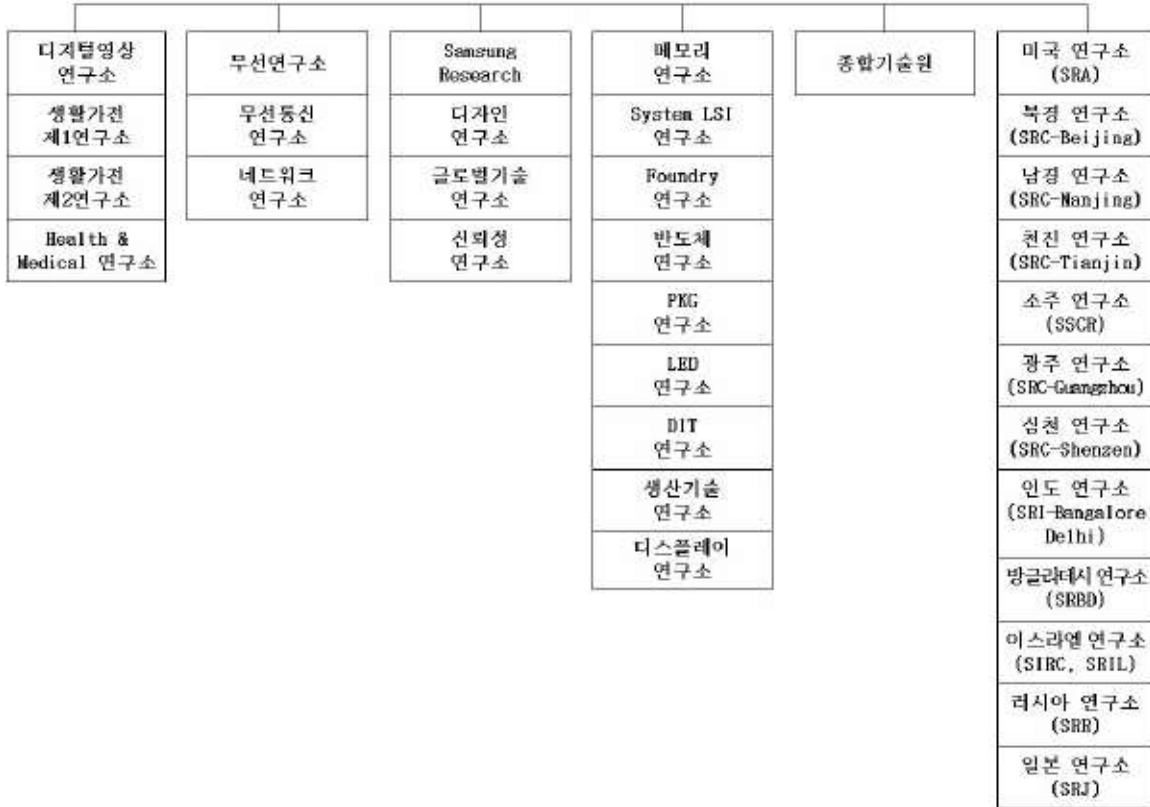 디지털영상
연구소
생활가전
제1연구소
생활가전
제2연구소
Health &
Medical 연구소
무선연구소
무선통신
연구소
네트워크
연구소
Samsung
Research
디자인
연구소
글로벌기술
연구소
신뢰성
연구소
메모리
연구소
System LSI
연구소
Foundry
연구소
반도체
연구소
PKG
연구소
LED
연구소
DIT
연구소
생산기술
연구소
디스플레이
연구소
종합기술원
미국 연구소
(SRA)
북경 연구소
(SRC-Beijing)
남경 연구소
(SRC-Nanjing)
천진 연구소
(SRC-Tianjin)
소주 연구소
(SSCR)
광주 연구소
(SRC-Guangzhou)
심천 연구소
(SRC-Shenzen)
인도 연구소
(SRI-Bangalore
Delhi)
방글라데시 연구소
(SRBD)
이스라엘 연구소
(SIRC, SRIL)
러시아 연구소
(SRR)
일본 연구소
(SRJ)